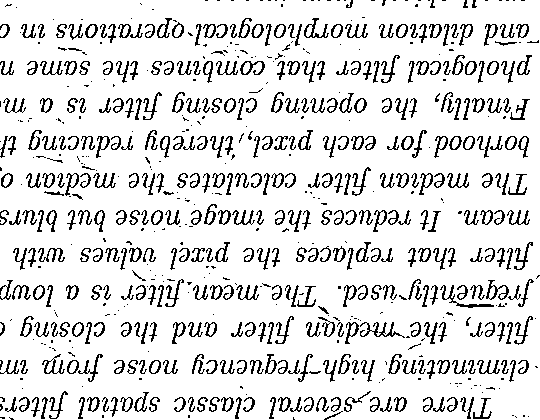 There are several classic spatial filters
eliminating high frequency noise from im
filter, the median filter and the closing o
frequently used. The mean filter is a lowp
filter that replaces the pixel values with
mean. It reduces the image noise but blurs
The median filter calculates the median o
borhood for each pixel, thereby reducing th
Finally, the opening closing filter is a m
phological filter that combines the same n
and dilation morphological operations in o